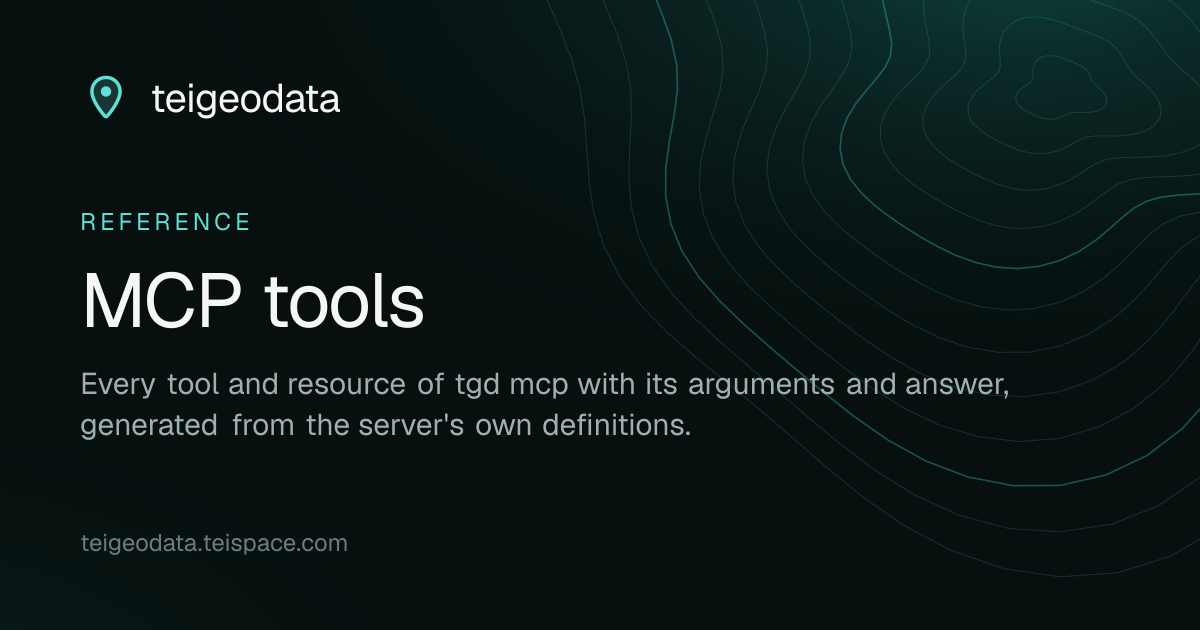 teigeodata
REFERENCE
MCP tools
Every tool and resource of tgd mcp with its arguments and answer,
generated from the server's own definitions.
teigeodata.teispace.com